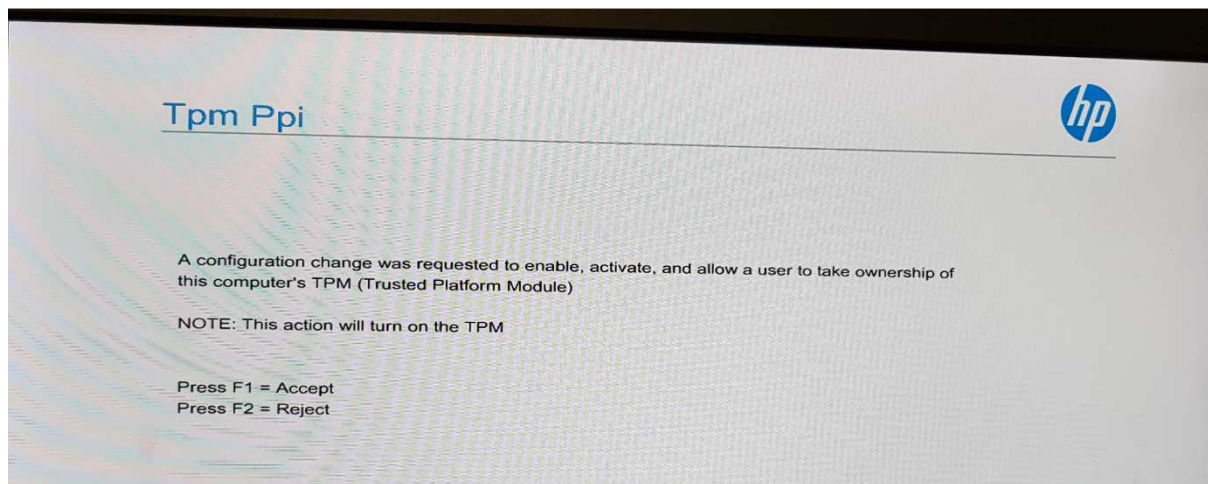 Tpm Ppi
hp
A configuration change was requested to enable, activate, and allow a user to take ownership of
this computer's TPM (Trusted Platform Module)
NOTE: This action will turn on the TPM
Press F1 = Accept
Press F2 = Reject